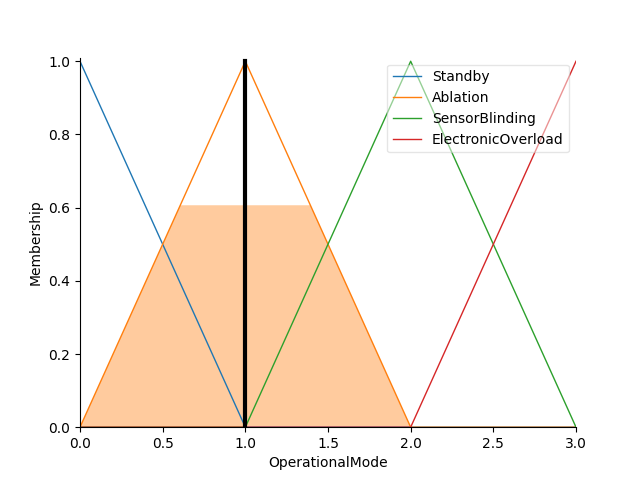 Standby
Ablation
SensorBlinding
ElectronicOverload
1.0
0.8
0.6
0.4
0.2
0.0
Membership
0.0 0.5 1.0 1.5 2.0 2.5 3.0
OperationalMode